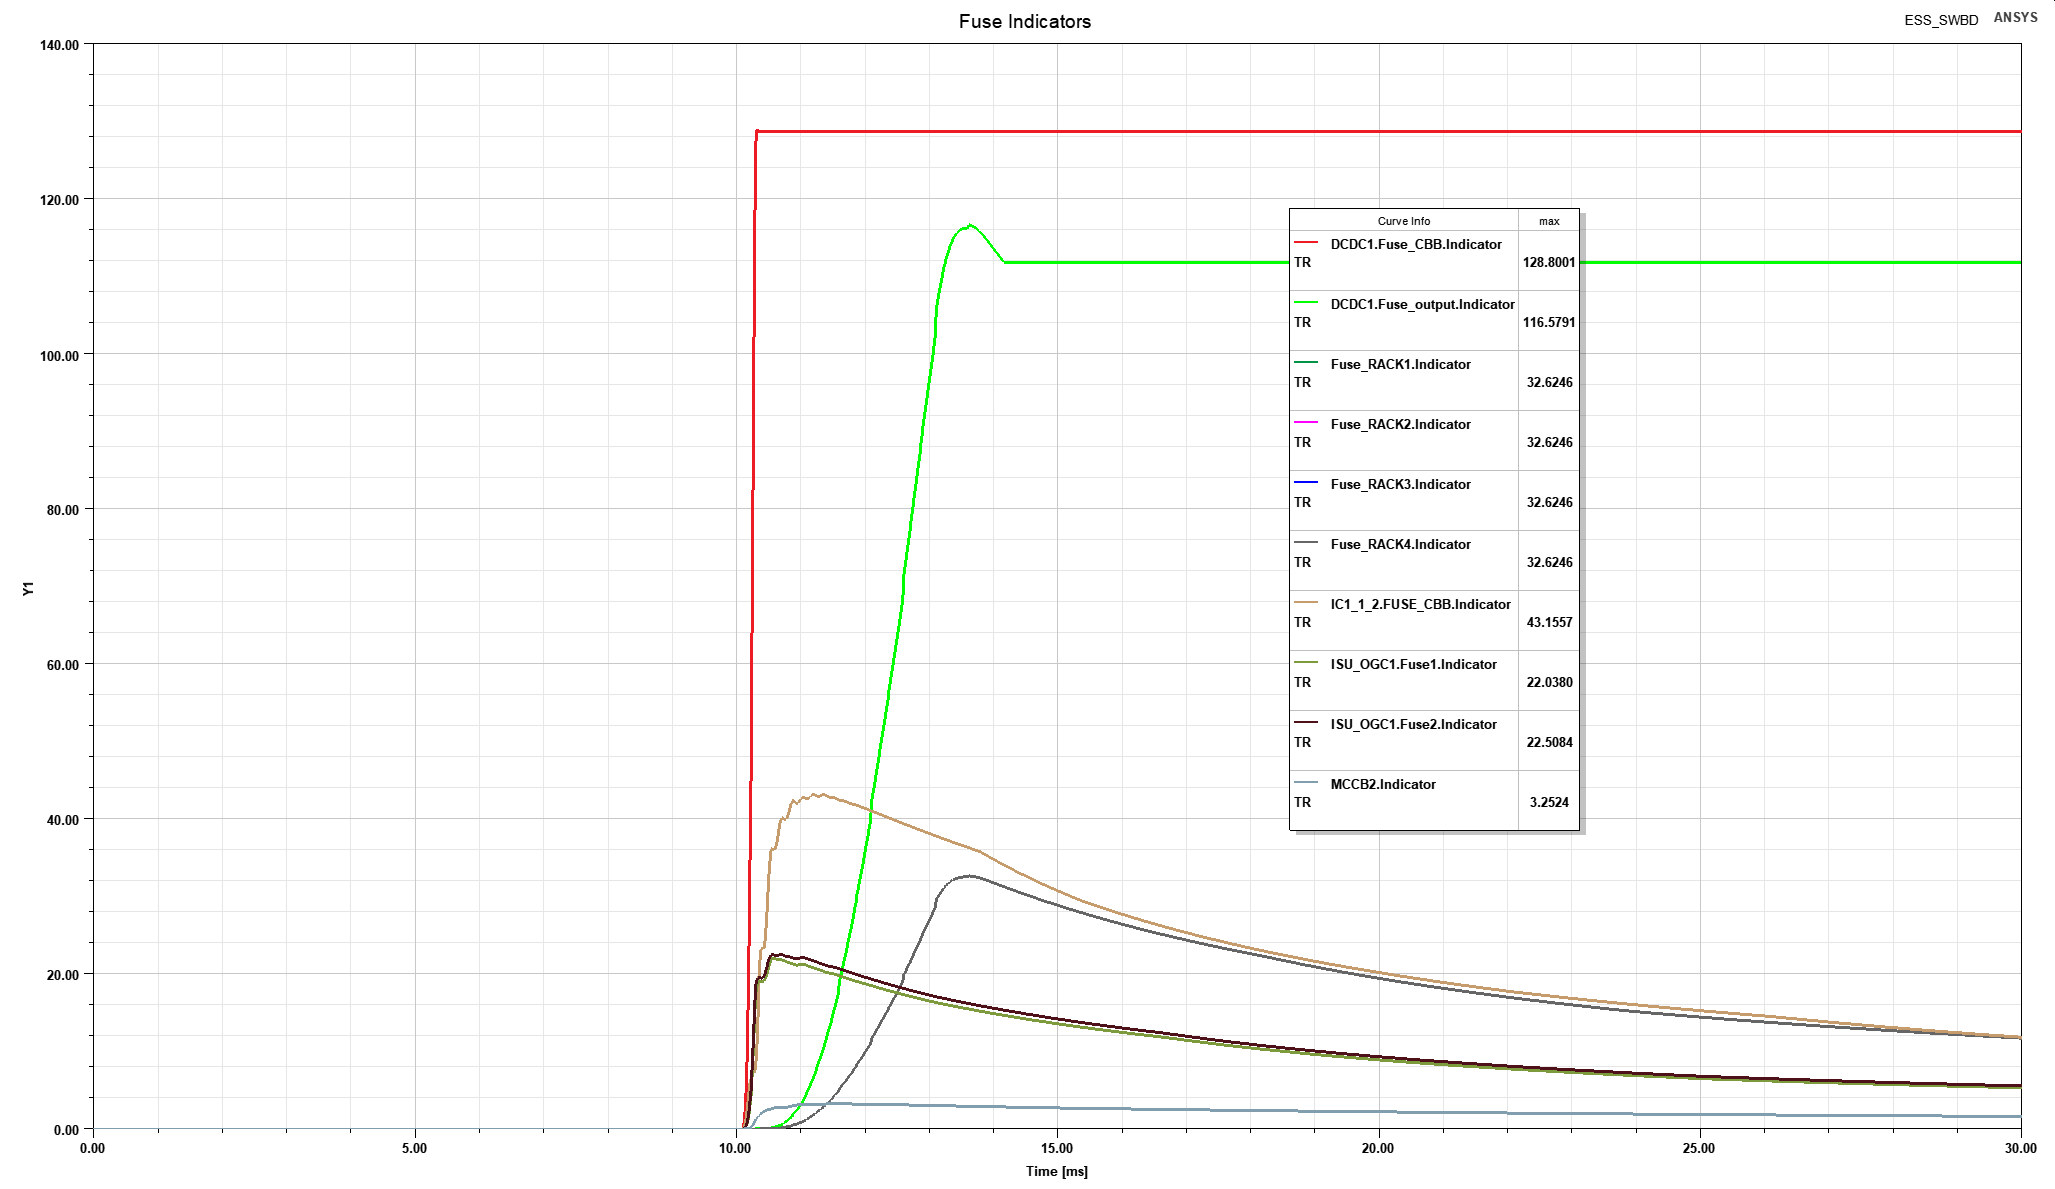 Fuse Indicators
ESS_SWBD ANSYS
140.00
120.00
100.00
80.00
60.00
40.00
20.00
0.00
Y1
0.00 5.00 10.00 15.00 20.00 25.00 30.00
Time [ms]
Curve Info max
DCDC1.Fuse_CBB.Indicator
TR 128.8001
DCDC1.Fuse_output.Indicator
TR 116.5791
Fuse_RACK1.Indicator
TR 32.6246
Fuse_RACK2.Indicator
TR 32.6246
Fuse_RACK3.Indicator
TR 32.6246
Fuse_RACK4.Indicator
TR 32.6246
IC1_1_2.FUSE_CBB.Indicator
TR 43.1557
ISU_OGC1.Fuse1.Indicator
TR 22.0380
ISU_OGC1.Fuse2.Indicator
TR 22.5084
MCCB2.Indicator
TR 3.2524